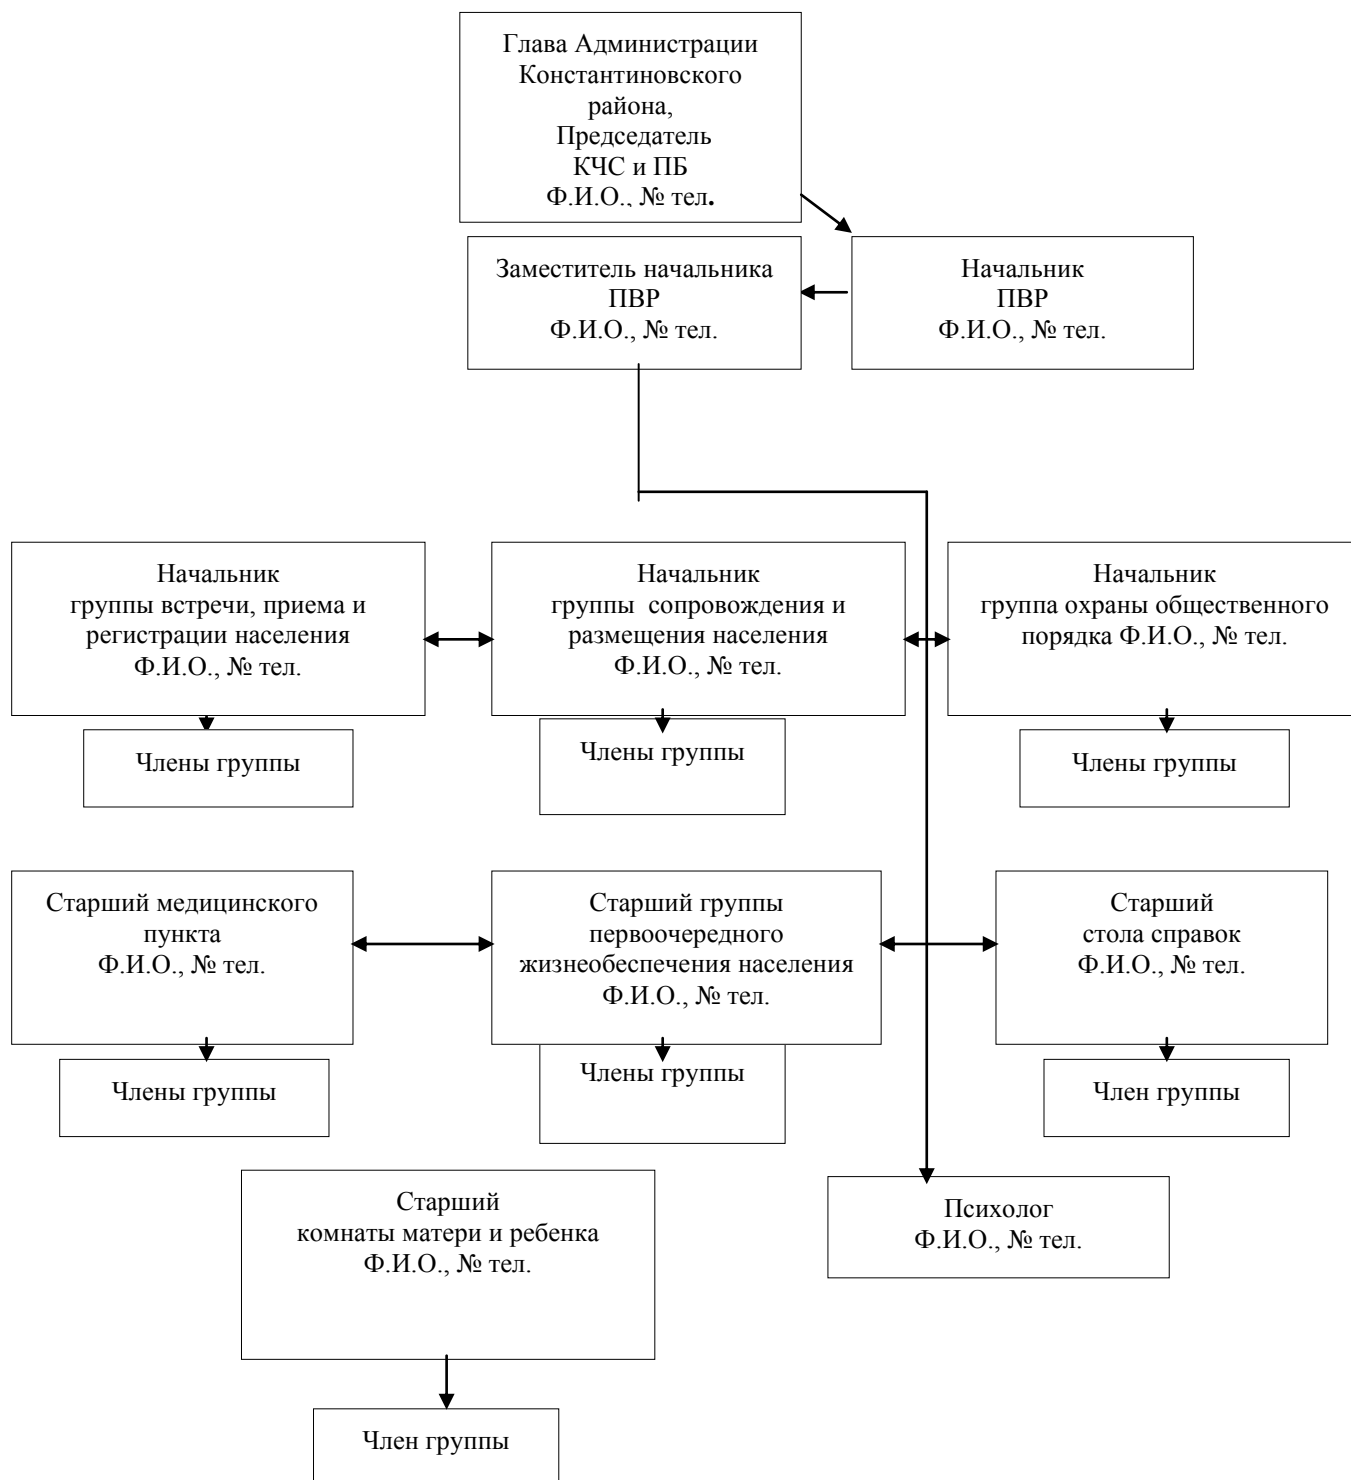 Глава Администрации
Константиновского
района,
Председатель
КЧС и ПБ
Ф.И.О., № тел.
Заместитель начальника
ПВР
Ф.И.О., № тел.
Начальник
ПВР
Ф.И.О., № тел.
Начальник
группы встречи, приема и
регистрации населения
Ф.И.О., № тел.
Начальник
группы сопровождения и
размещения населения
Ф.И.О., № тел.
Начальник
группа охраны общественного
порядка Ф.И.О., № тел.
Члены группы
Члены группы
Члены группы
Старший медицинского
пункта
Ф.И.О., № тел.
Старший группы
первоочередного
жизнеобеспечения населения
Ф.И.О., № тел.
Старший
стола справок
Ф.И.О., № тел.
Члены группы
Члены группы
Член группы
Старший
комнаты матери и ребенка
Ф.И.О., № тел.
Психолог
Ф.И.О., № тел.
Член группы